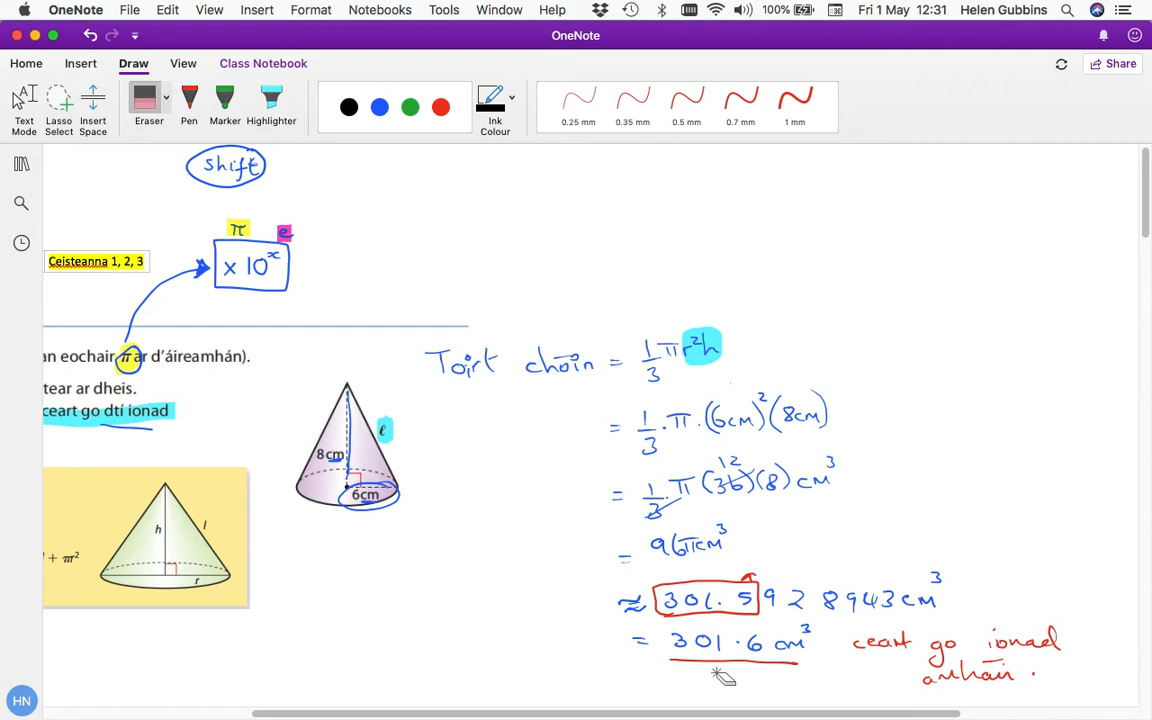 OneNote File Edit View Insert Format Notebooks Tools Window Help 100% Fri 1 May 12:31 Helen Gubbins
OneNote
Home Insert Draw View Class Notebook Share
Text Mode
Lasso Select
Insert Space
Eraser
Pen
Marker
Highlighter
Ink Colour
0.25 mm 0.35 mm 0.5 mm 0.7 mm 1 mm
shift
π e
x 10^x
Ceisteanna 1, 2, 3
an eochair π ar d'áireamhán).
tear ar dheis.
ceart go dtí ionad
8cm
ℓ
6cm
h
l
r
l + πr²
Toirt choin = 1/3 πr²h
= 1/3 . π . (6cm)² (8cm)
12
= 1/3 . π (36) (8) cm³
= 96πcm³
≈ 301.5928943 cm³
= 301.6 cm³ ceart go ionad
amháin.
HN